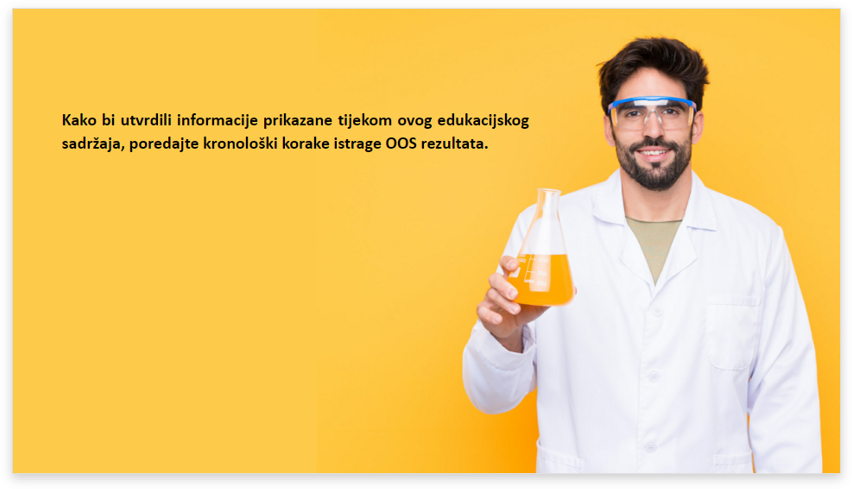 Kako bi utvrdili informacije prikazane tijekom ovog edukacijskog
sadržaja, poredajte kronološki korake istrage OOS rezultata.